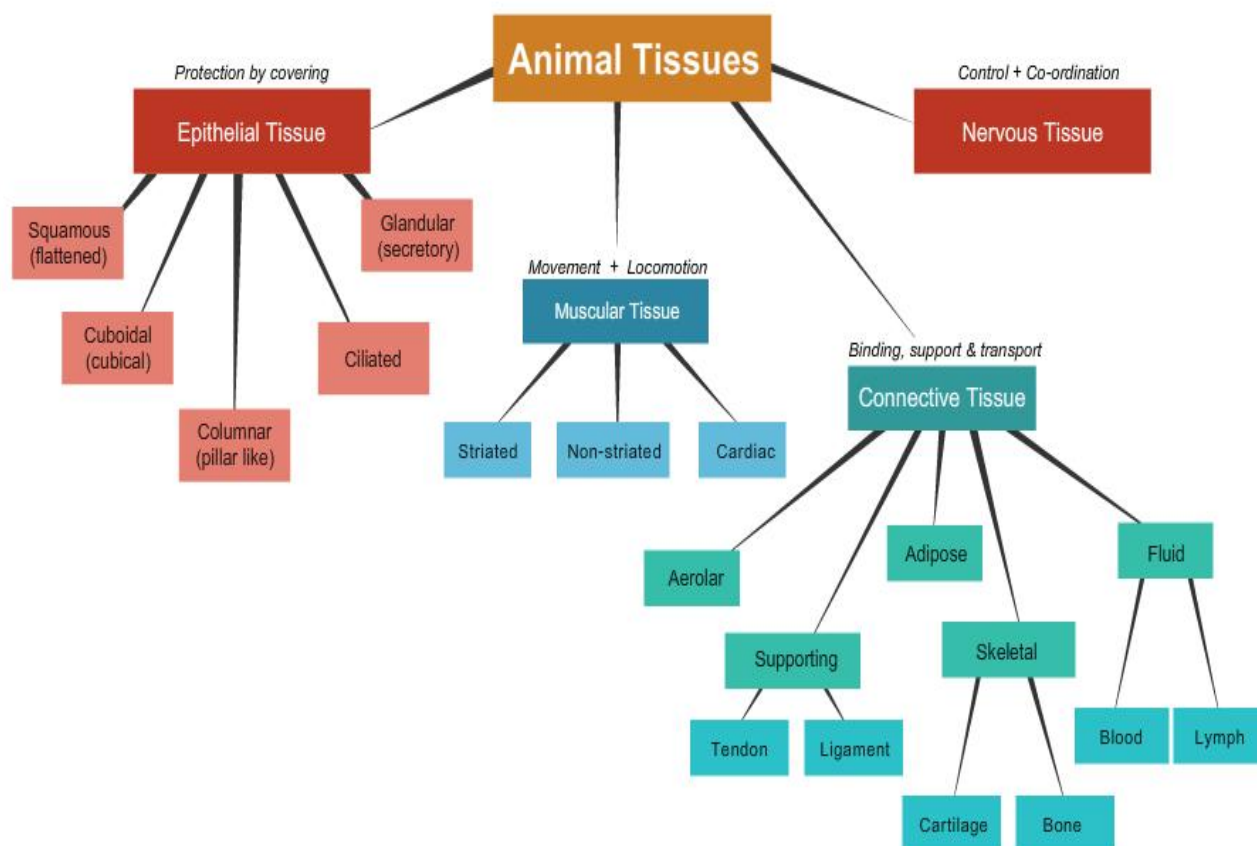 Animal Tissues
Protection by covering
Epithelial Tissue
Control + Co-ordination
Nervous Tissue
Squamous
(flattened)
Glandular
(secretory)
Cuboidal
(cubical)
Ciliated
Columnar
(pillar like)
Movement + Locomotion
Muscular Tissue
Striated
Non-striated
Cardiac
Binding, support & transport
Connective Tissue
Aerolar
Adipose
Fluid
Supporting
Skeletal
Tendon
Ligament
Blood
Lymph
Cartilage
Bone